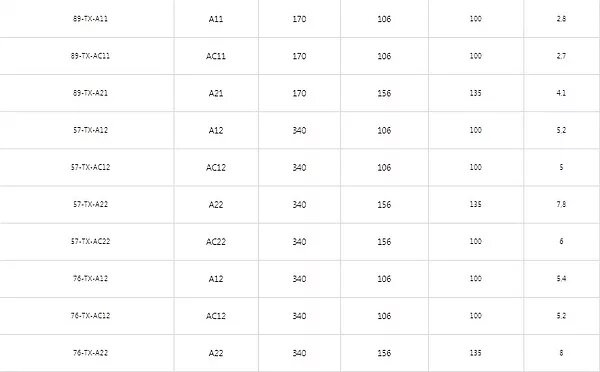 89-TX-A11 A11 170 106 100 2,8
89-TX-AC11 AC11 170 106 100 2,7
89-TX-A21 A21 170 156 135 4,1
57-TX-A12 A12 340 106 100 5,2
57-TX-AC12 AC12 340 106 100 5
57-TX-A22 A22 340 156 135 7,8
57-TX-AC22 AC22 340 156 100 6
76-TX-A12 A12 340 106 100 5,4
76-TX-AC12 AC12 340 106 100 5,2
76-TX-A22 A22 340 156 135 8